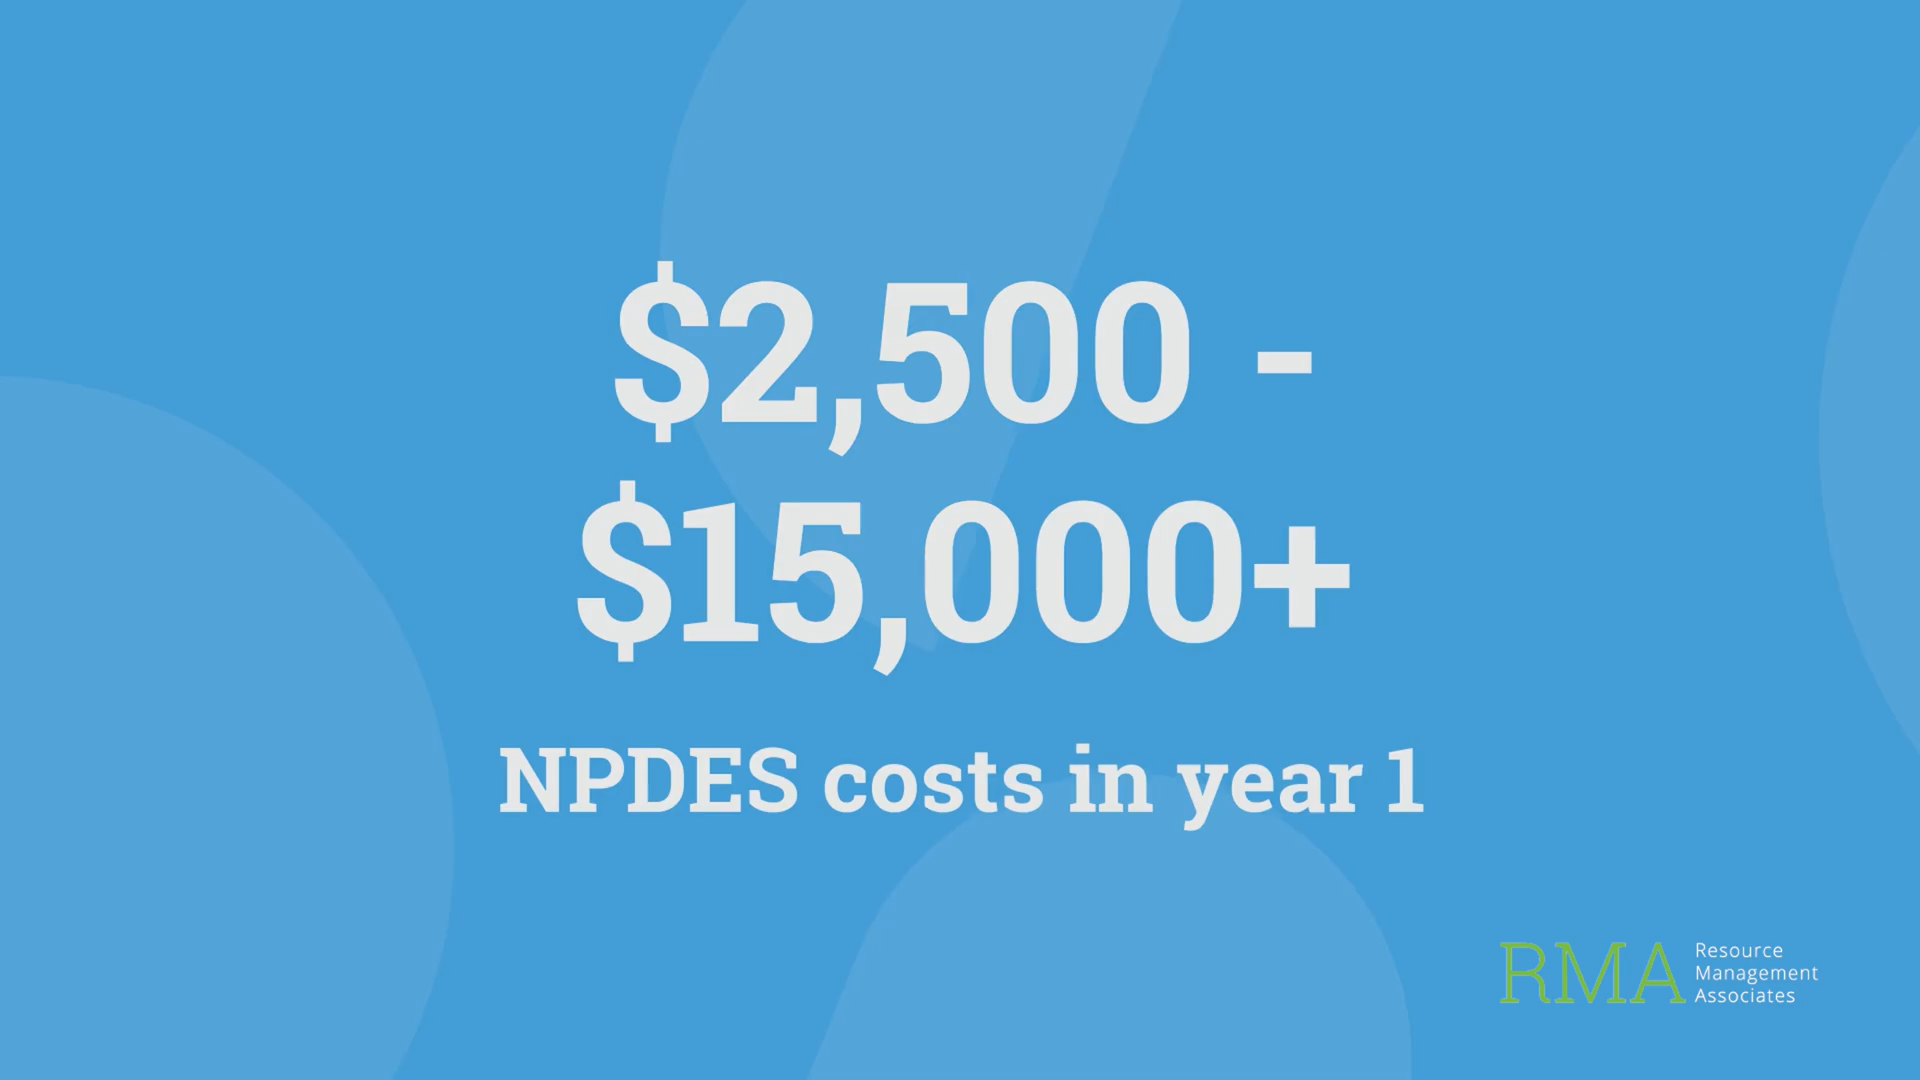 $2,500 -
$15,000+
NPDES costs in year 1
RMA
Resource
Management
Associates